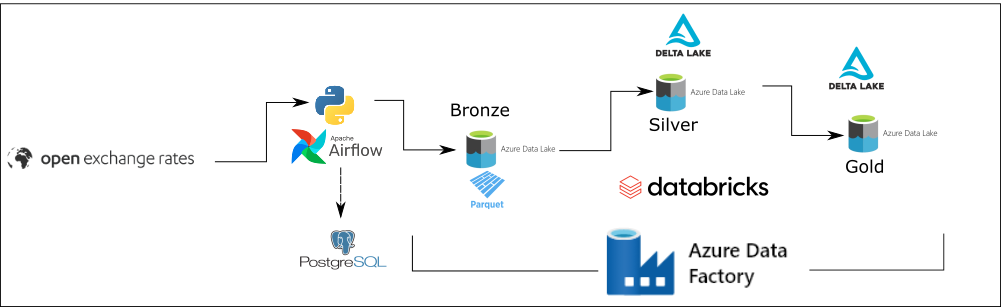 DELTA LAKE
DELTA LAKE
Azure Data Lake
Bronze
Silver
Azure Data Lake
Apache
Airflow
Azure Data Lake
open exchange rates
Gold
Parquet
databricks
PostgreSQL
Azure Data
Factory